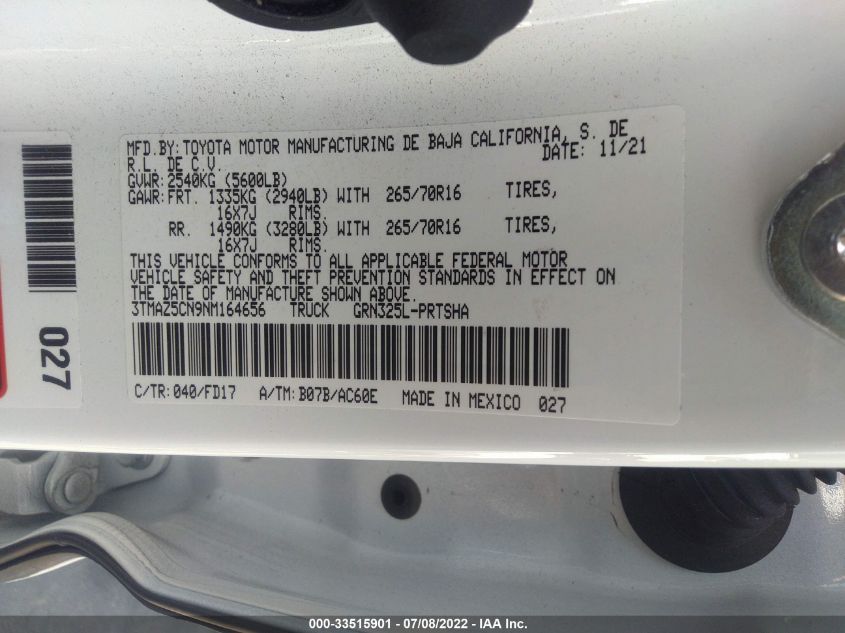 MFD.BY:TOYOTA MOTOR MANUFACTURING DE BAJA CALIFORNIA, S. DE
R.L. DE C.V. DATE: 11/21
GVWR:2540KG (5600LB)
GAWR:FRT. 1335KG (2940LB) WITH 265/70R16 TIRES,
16X7J RIMS.
RR. 1490KG (3280LB) WITH 265/70R16 TIRES,
16X7J RIMS.
THIS VEHICLE CONFORMS TO ALL APPLICABLE FEDERAL MOTOR
VEHICLE SAFETY AND THEFT PREVENTION STANDARDS IN EFFECT ON
THE DATE OF MANUFACTURE SHOWN ABOVE.
3TMAZ5CN9NM164656 TRUCK GRN325L-PRTSHA
C/TR:040/FD17 A/TM:B07B/AC60E MADE IN MEXICO 027
027
000-33515901 - 07/08/2022 - IAA Inc.